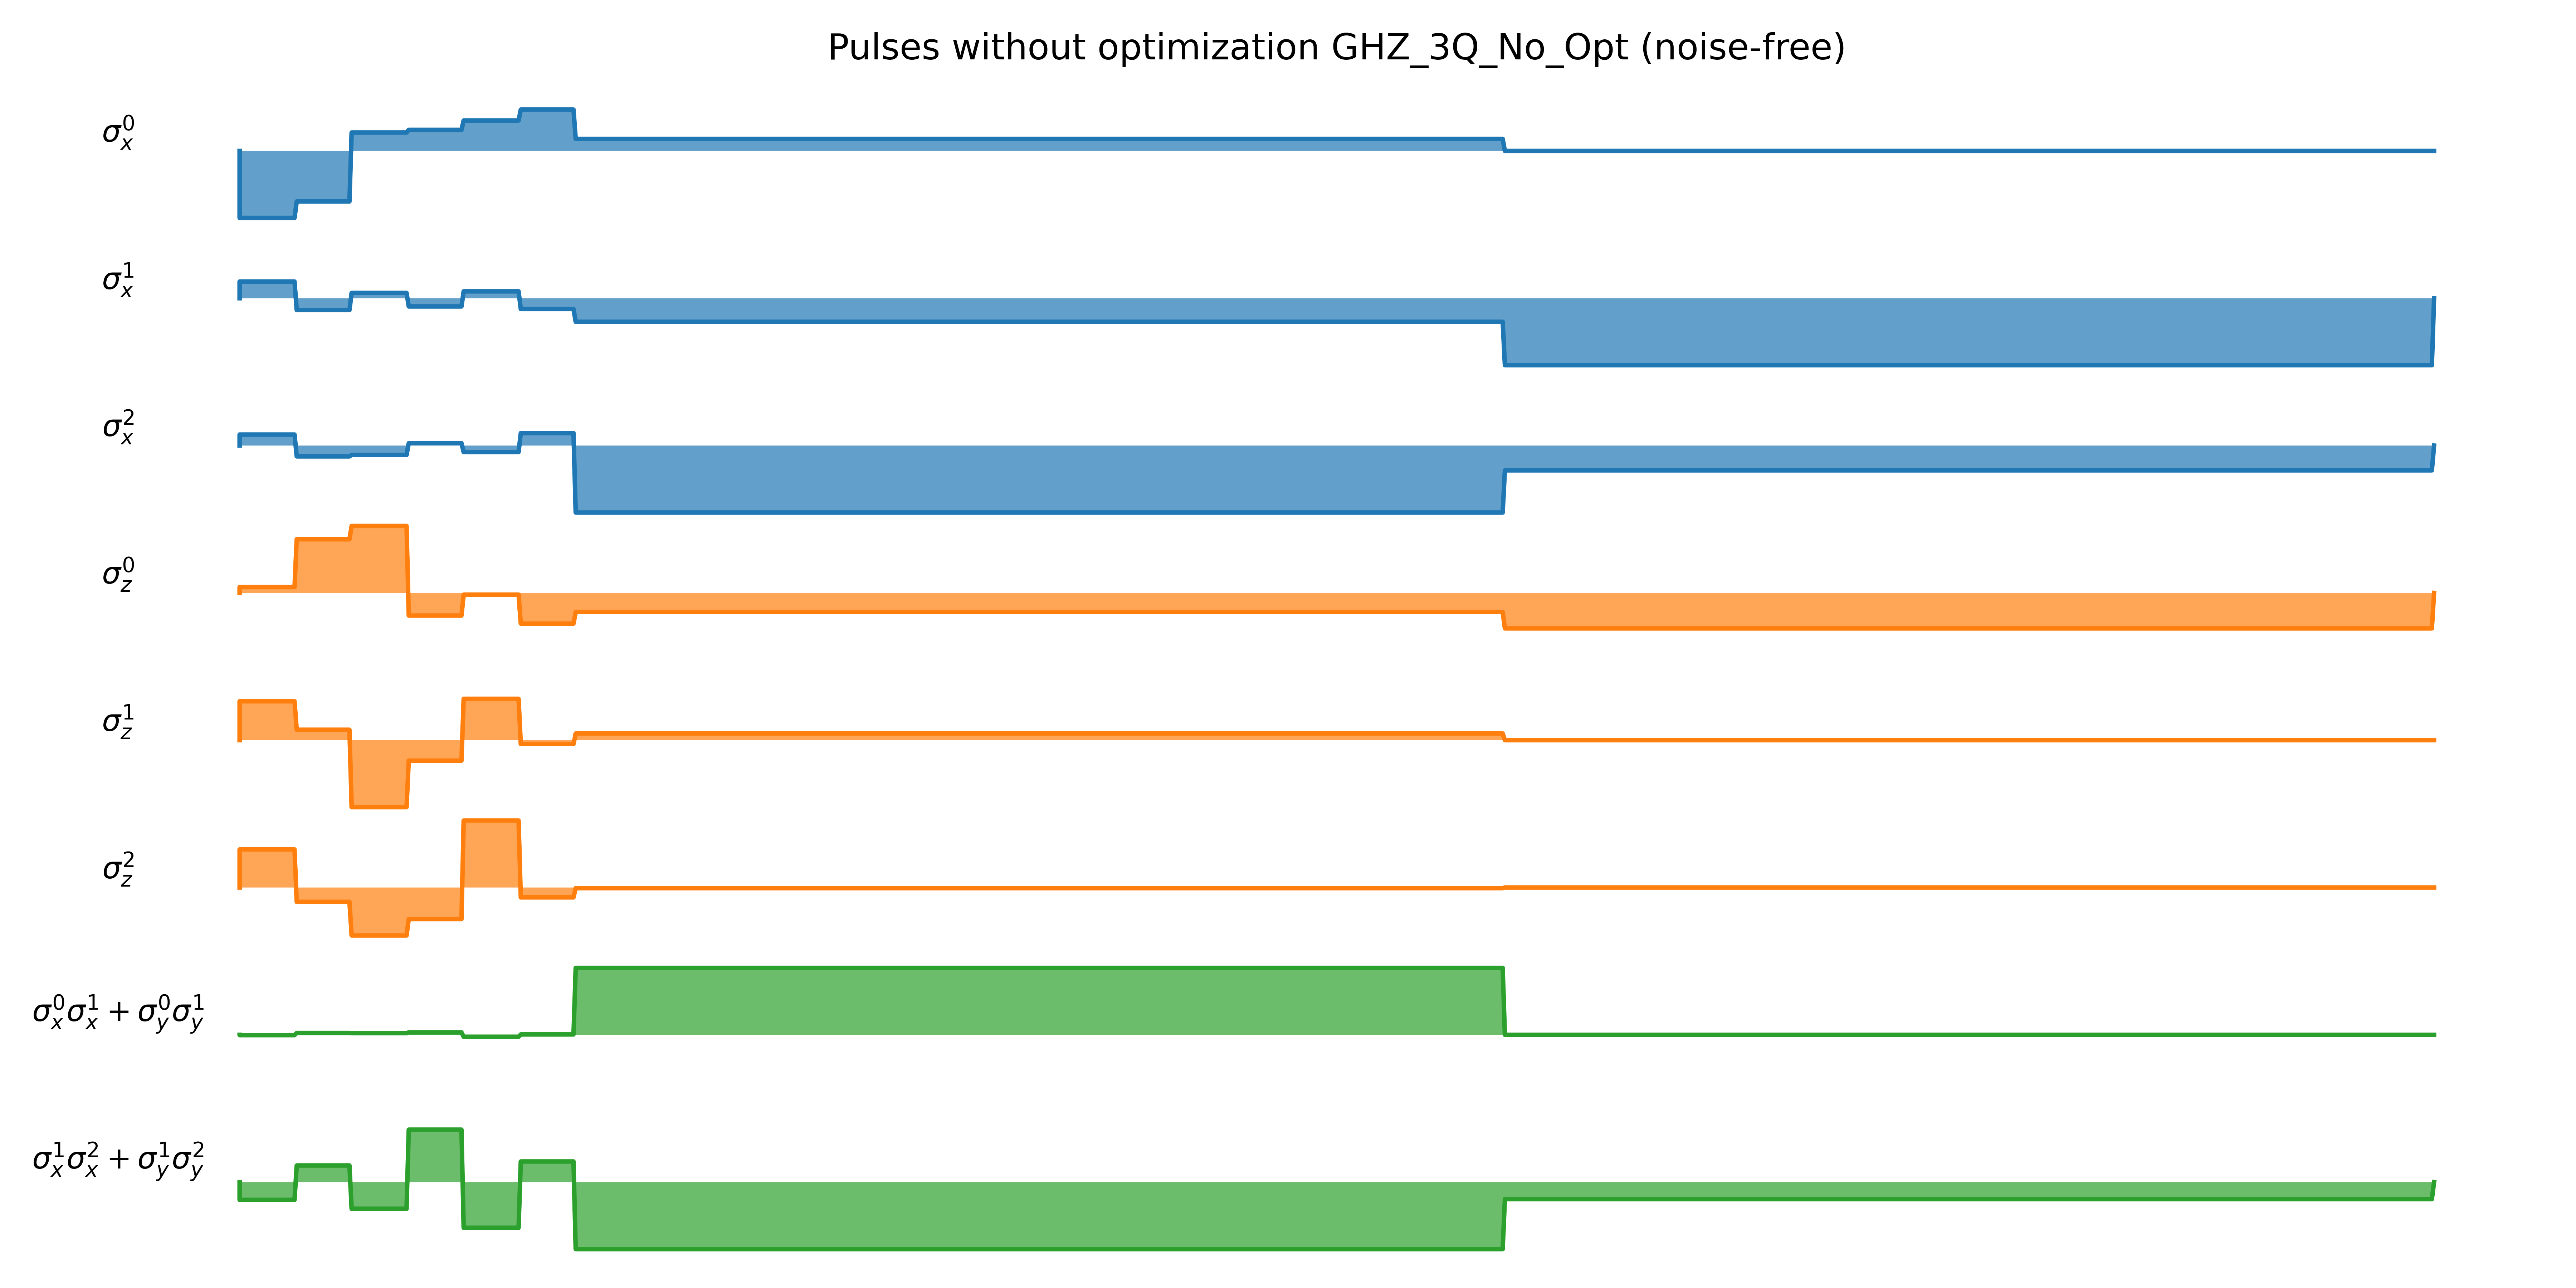 Pulses without optimization GHZ_3Q_No_Opt (noise-free)
σ_x^0
σ_x^1
σ_x^2
σ_z^0
σ_z^1
σ_z^2
σ_x^0σ_x^1 + σ_y^0σ_y^1
σ_x^1σ_x^2 + σ_y^1σ_y^2